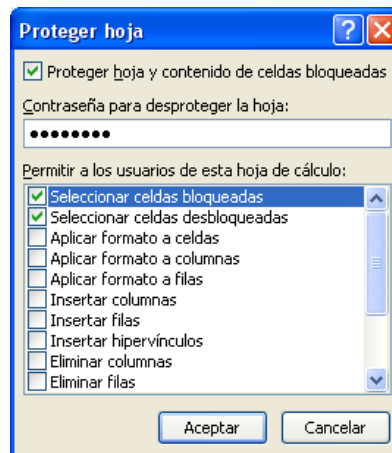 Proteger hoja
Proteger hoja y contenido de celdas bloqueadas
Contraseña para desproteger la hoja:
●●●●●●●●
Permitir a los usuarios de esta hoja de cálculo:
Seleccionar celdas bloqueadas
Seleccionar celdas desbloqueadas
Aplicar formato a celdas
Aplicar formato a columnas
Aplicar formato a filas
Insertar columnas
Insertar filas
Insertar hipervínculos
Eliminar columnas
Eliminar filas
Aceptar Cancelar